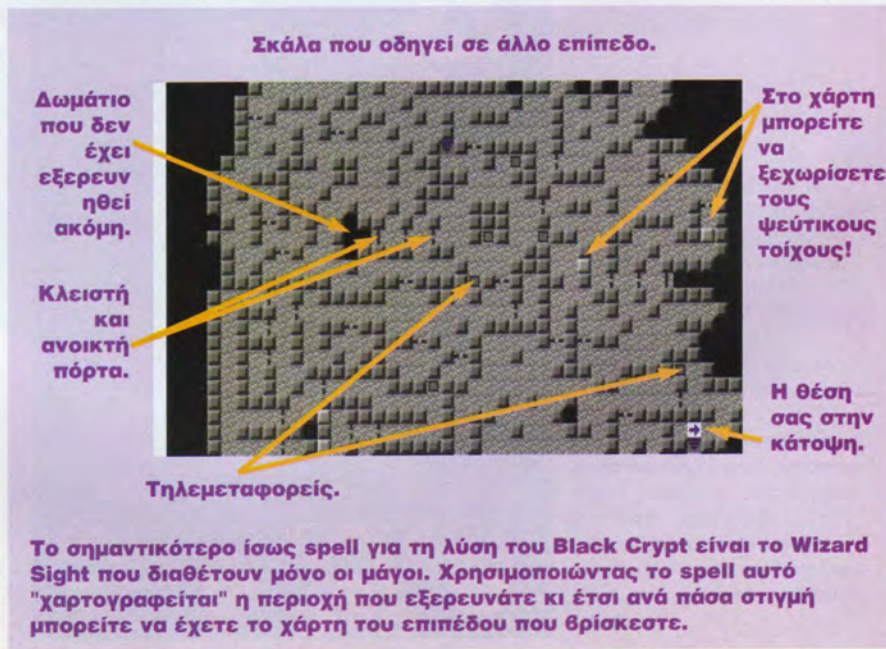 Σκάλα που οδηγεί σε άλλο επίπεδο.
Δωμάτιο
που δεν
έχει
εξερευν
ηθεί
ακόμη.
Κλειστή
και
ανοικτή
πόρτα.
Στο χάρτη
μπορείτε
να
ξεχωρίσετε
τους
ψεύτικους
τοίχους!
Η θέση
σας στην
κάτοψη.
Τηλεμεταφορείς.
Το σημαντικότερο ίσως spell για τη λύση του Black Crypt είναι το Wizard
Sight που διαθέτουν μόνο οι μάγοι. Χρησιμοποιώντας το spell αυτό
"χαρτογραφείται" η περιοχή που εξερευνάτε κι έτσι ανά πάσα στιγμή
μπορείτε να έχετε το χάρτη του επιπέδου που βρίσκεστε.